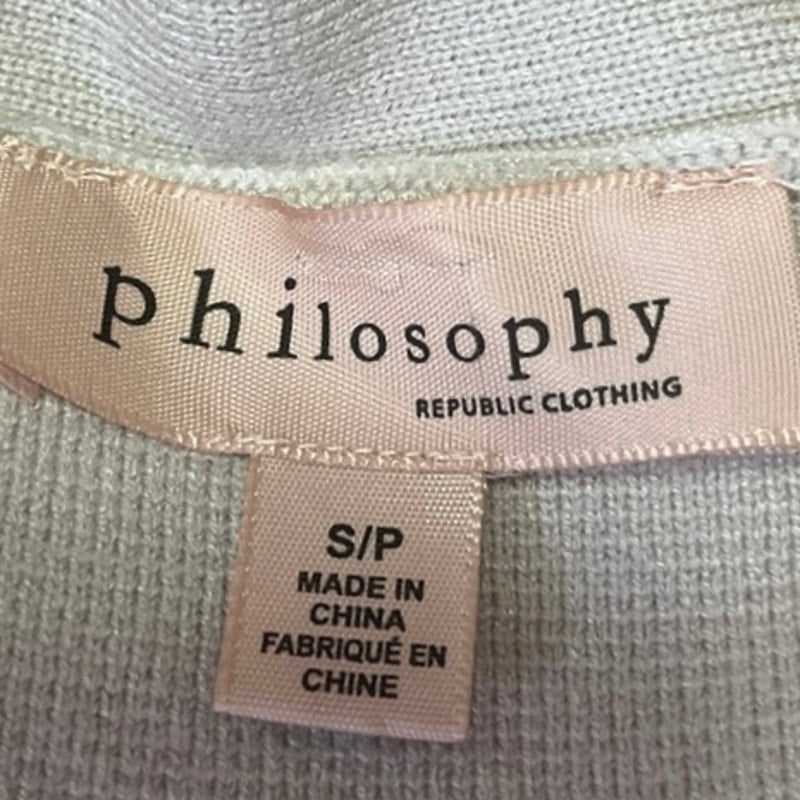 philosophy
REPUBLIC CLOTHING
S/P
MADE IN
CHINA
FABRIQUÉ EN
CHINE